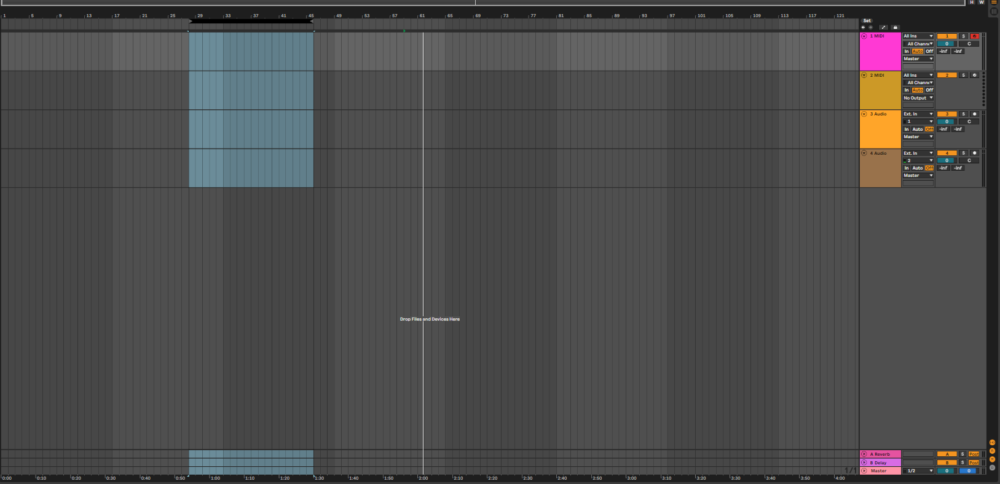 H W
1 5 9 13 17 21 25 29 33 37 41 45 49 53 57 61 65 69 73 77 81 85 89 93 97 101 105 109 113 117 121
Set
1 MIDI All Ins 1 S
All Channe 0 C
In Auto Off -inf -inf
Master
2 MIDI All Ins 2 S
All Channe
In Auto Off
No Output
3 Audio Ext. In 3 S
1 0 C
In Auto Off -inf -inf
Master
4 Audio Ext. In 4 S
2 0 C
In Auto Off -inf -inf
Master
Drop Files and Devices Here
A Reverb A S Post
B Delay B S Post
1/1 Master 1/2 0 0
0:00 0:10 0:20 0:30 0:40 0:50 1:00 1:10 1:20 1:30 1:40 1:50 2:00 2:10 2:20 2:30 2:40 2:50 3:00 3:10 3:20 3:30 3:40 3:50 4:00